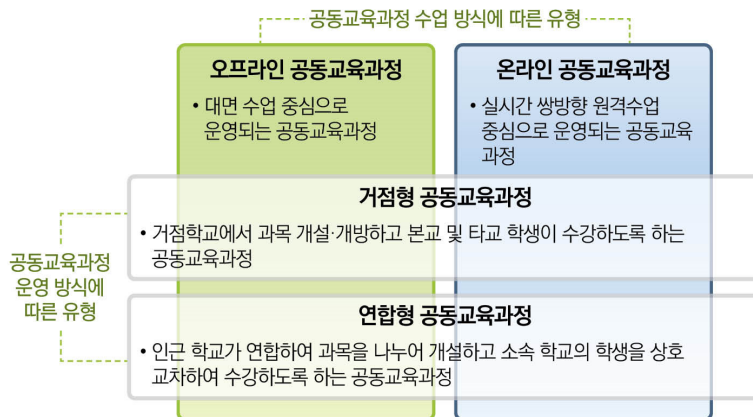 공동교육과정 수업 방식에 따른 유형
오프라인 공동교육과정
• 대면 수업 중심으로
운영되는 공동교육과정
온라인 공동교육과정
• 실시간 쌍방향 원격수업
중심으로 운영되는 공동교육
과정
공동교육과정
운영 방식에
따른 유형
거점형 공동교육과정
• 거점학교에서 과목 개설·개방하고 본교 및 타교 학생이 수강하도록 하는
공동교육과정
연합형 공동교육과정
• 인근 학교가 연합하여 과목을 나누어 개설하고 소속 학교의 학생을 상호
교차하여 수강하도록 하는 공동교육과정